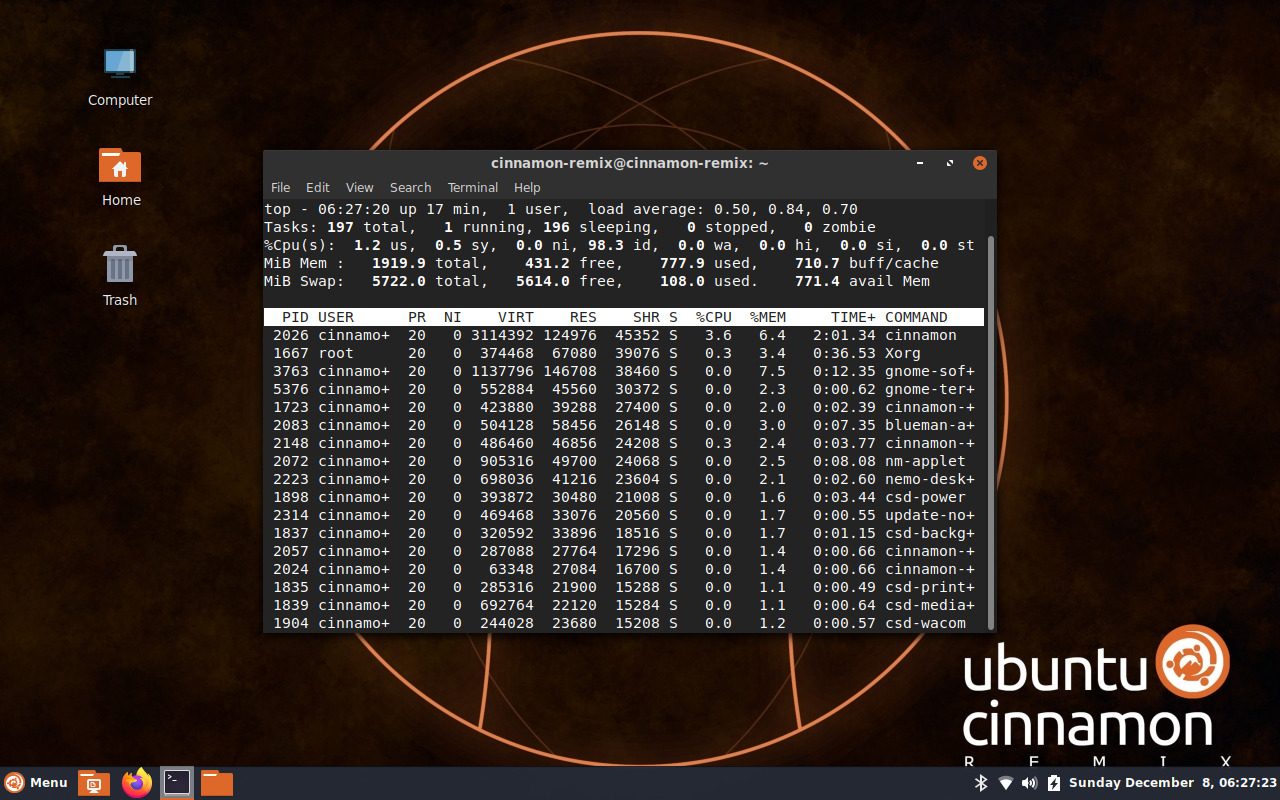 Computer
Home
Trash
cinnamon-remix@cinnamon-remix: ~
File Edit View Search Terminal Help
top - 06:27:20 up 17 min,  1 user,  load average: 0.50, 0.84, 0.70
Tasks: 197 total,   1 running, 196 sleeping,   0 stopped,   0 zombie
%Cpu(s):  1.2 us,  0.5 sy,  0.0 ni, 98.3 id,  0.0 wa,  0.0 hi,  0.0 si,  0.0 st
MiB Mem :   1919.9 total,    431.2 free,    777.9 used,    710.7 buff/cache
MiB Swap:   5722.0 total,   5614.0 free,    108.0 used.    771.4 avail Mem
PID USER PR NI VIRT RES SHR S %CPU %MEM TIME+ COMMAND
2026 cinnamo+ 20 0 3114392 124976 45352 S 3.6 6.4 2:01.34 cinnamon
1667 root 20 0 374468 67080 39076 S 0.3 3.4 0:36.53 Xorg
3763 cinnamo+ 20 0 1137796 146708 38460 S 0.0 7.5 0:12.35 gnome-sof+
5376 cinnamo+ 20 0 552884 45560 30372 S 0.0 2.3 0:00.62 gnome-ter+
1723 cinnamo+ 20 0 423880 39288 27400 S 0.0 2.0 0:02.39 cinnamon-+
2083 cinnamo+ 20 0 504128 58456 26148 S 0.0 3.0 0:07.35 blueman-a+
2148 cinnamo+ 20 0 486460 46856 24208 S 0.3 2.4 0:03.77 cinnamon-+
2072 cinnamo+ 20 0 905316 49700 24068 S 0.0 2.5 0:08.08 nm-applet
2223 cinnamo+ 20 0 698036 41216 23604 S 0.0 2.1 0:02.60 nemo-desk+
1898 cinnamo+ 20 0 393872 30480 21008 S 0.0 1.6 0:03.44 csd-power
2314 cinnamo+ 20 0 469468 33076 20560 S 0.0 1.7 0:00.55 update-no+
1837 cinnamo+ 20 0 320592 33896 18516 S 0.0 1.7 0:01.15 csd-backg+
2057 cinnamo+ 20 0 287088 27764 17296 S 0.0 1.4 0:00.66 cinnamon-+
2024 cinnamo+ 20 0 63348 27084 16700 S 0.0 1.4 0:00.66 cinnamon-+
1835 cinnamo+ 20 0 285316 21900 15288 S 0.0 1.1 0:00.49 csd-print+
1839 cinnamo+ 20 0 692764 22120 15284 S 0.0 1.1 0:00.64 csd-media+
1904 cinnamo+ 20 0 244028 23680 15208 S 0.0 1.2 0:00.57 csd-wacom
ubuntu
cinnamon
R E M I X
Menu
Sunday December  8, 06:27:23